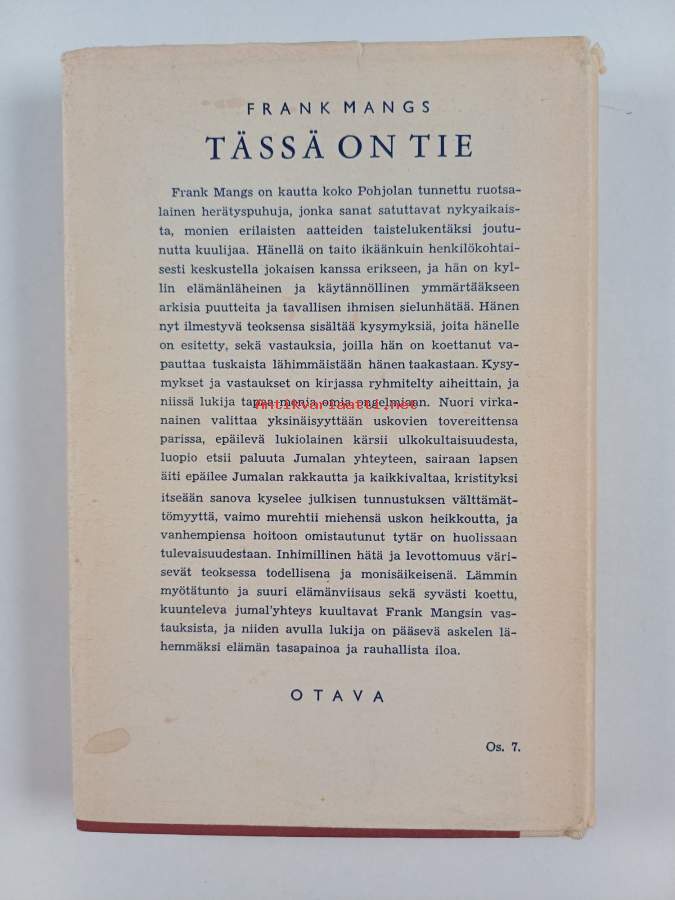 FRANK MANGS
TÄSSÄ ON TIE
Frank Mangs on kautta koko Pohjolan tunnettu ruotsa-
lainen herätyspuhuja, jonka sanat satuttavat nykyaikais-
ta, monien erilaisten aatteiden taistelukentäksi joutu-
nutta kuulijaa. Hänellä on taito ikäänkuin henkilökohtai-
sesti keskustella jokaisen kanssa erikseen, ja hän on kyl-
lin elämänläheinen ja käytännöllinen ymmärtääkseen
arkisia puutteita ja tavallisen ihmisen sielunhätää. Hänen
nyt ilmestyvä teoksensa sisältää kysymyksiä, joita hänelle
on esitetty, sekä vastauksia, joilla hän on koettanut va-
pauttaa tuskaista lähimmäistään hänen taakastaan. Kysy-
mykset ja vastaukset on kirjassa ryhmitelty aiheittain, ja
niissä lukija tapaa monia omia ongelmiaan. Nuori virka-
Antikvariaatti.net
nainen valittaa yksinäisyyttään uskovien tovereittensa
parissa, epäilevä lukiolainen kärsii ulkokultaisuudesta,
luopio etsii paluuta Jumalan yhteyteen, sairaan lapsen
äiti epäilee Jumalan rakkautta ja kaikkivaltaa, kristityksi
itseään sanova kyselee julkisen tunnustuksen välttämät-
tömyyttä, vaimo murehtii miehensä uskon heikkoutta, ja
vanhempiensa hoitoon omistautunut tytär on huolissaan
tulevaisuudestaan. Inhimillinen hätä ja levottomuus väri-
sevät teoksessa todellisena ja monisäikeisenä. Lämmin
myötätunto ja suuri elämänviisaus sekä syvästi koettu,
kuunteleva jumal'yhteys kuultavat Frank Mangsin vas-
tauksista, ja niiden avulla lukija on pääsevä askelen lä-
hemmäksi elämän tasapainoa ja rauhallista iloa.
OTAVA
Os. 7.